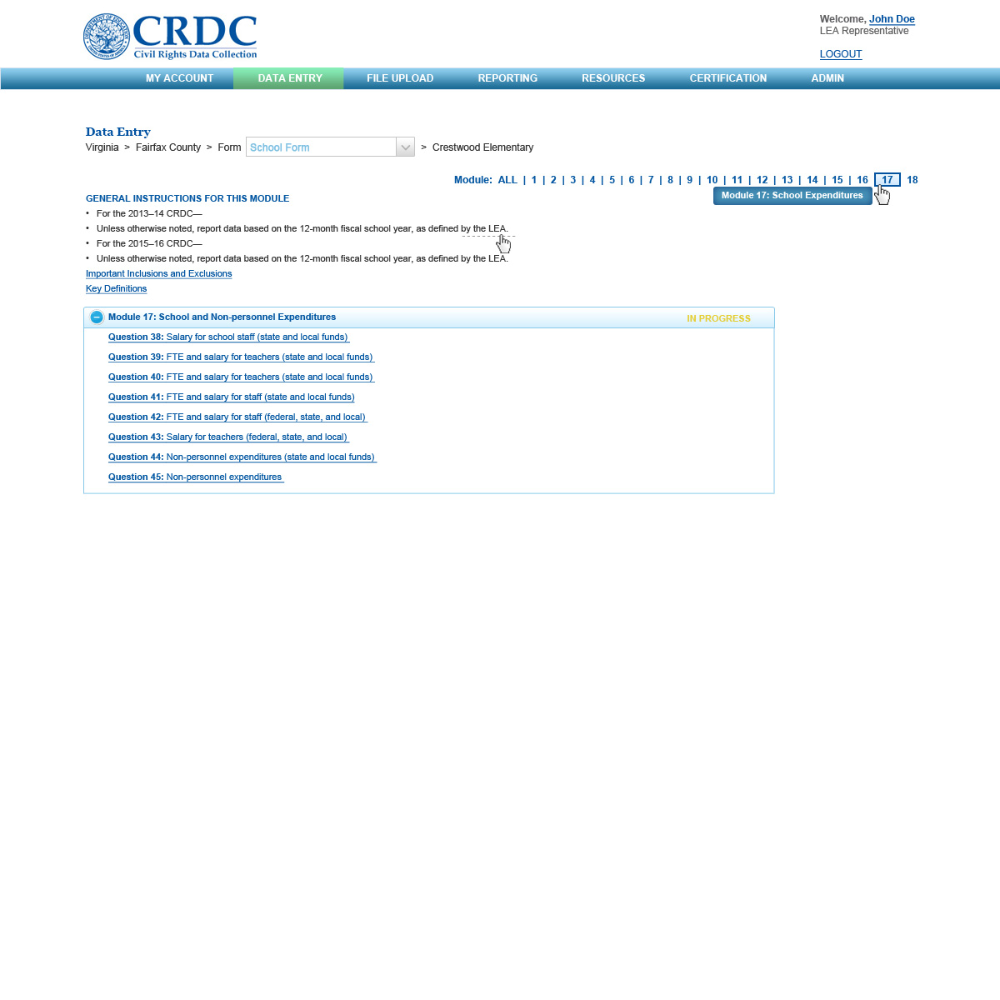 CRDC
Civil Rights Data Collection
Welcome, John Doe
LEA Representative
LOGOUT
MY ACCOUNT DATA ENTRY FILE UPLOAD REPORTING RESOURCES CERTIFICATION ADMIN
Data Entry
Virginia > Fairfax County > Form School Form > Crestwood Elementary
Module: ALL | 1 | 2 | 3 | 4 | 5 | 6 | 7 | 8 | 9 | 10 | 11 | 12 | 13 | 14 | 15 | 16 17 18
Module 17: School Expenditures
GENERAL INSTRUCTIONS FOR THIS MODULE
• For the 2013–14 CRDC—
• Unless otherwise noted, report data based on the 12-month fiscal school year, as defined by the LEA.
• For the 2015–16 CRDC—
• Unless otherwise noted, report data based on the 12-month fiscal school year, as defined by the LEA.
Important Inclusions and Exclusions
Key Definitions
Module 17: School and Non-personnel Expenditures IN PROGRESS
Question 38: Salary for school staff (state and local funds)
Question 39: FTE and salary for teachers (state and local funds)
Question 40: FTE and salary for teachers (state and local funds)
Question 41: FTE and salary for staff (state and local funds)
Question 42: FTE and salary for staff (federal, state, and local)
Question 43: Salary for teachers (federal, state, and local)
Question 44: Non-personnel expenditures (state and local funds)
Question 45: Non-personnel expenditures